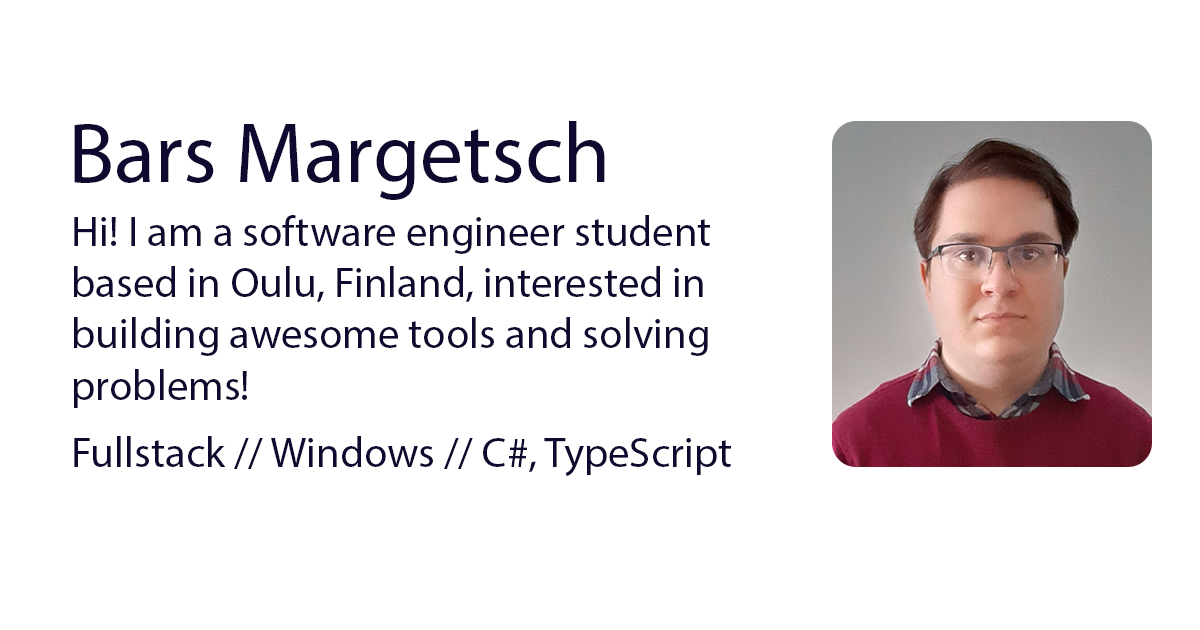 Bars Margetsch
Hi! I am a software engineer student
based in Oulu, Finland, interested in
building awesome tools and solving
problems!
Fullstack // Windows // C#, TypeScript